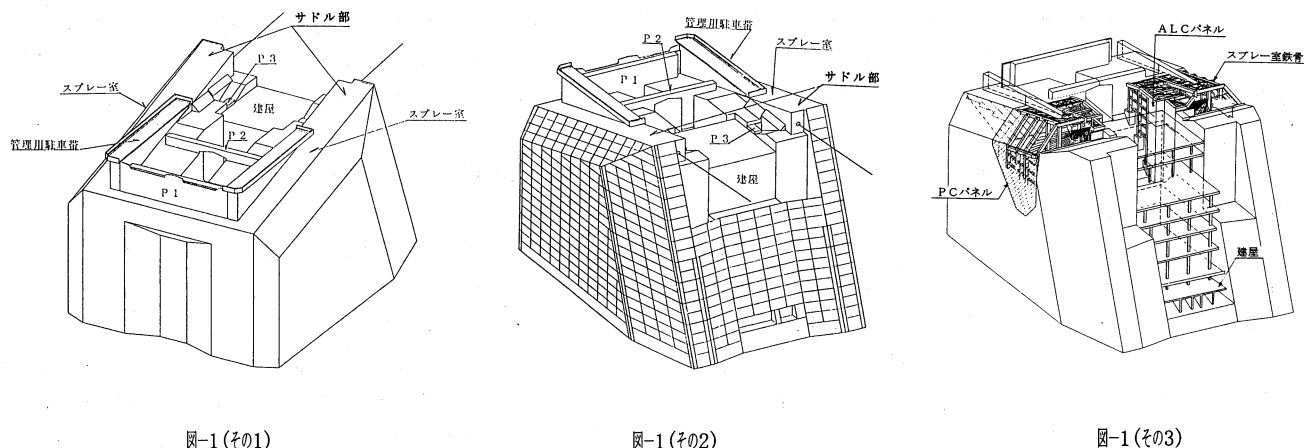 サドル部
P3
スプレー室
建屋
スプレー室
管理用駐車帯
P2
P1
図-1(その1)
管理用駐車帯
P2
スプレー室
P1
サドル部
P3
建屋
図-1(その2)
ALCパネル
スプレー室鉄骨
PCパネル
建屋
図-1(その3)